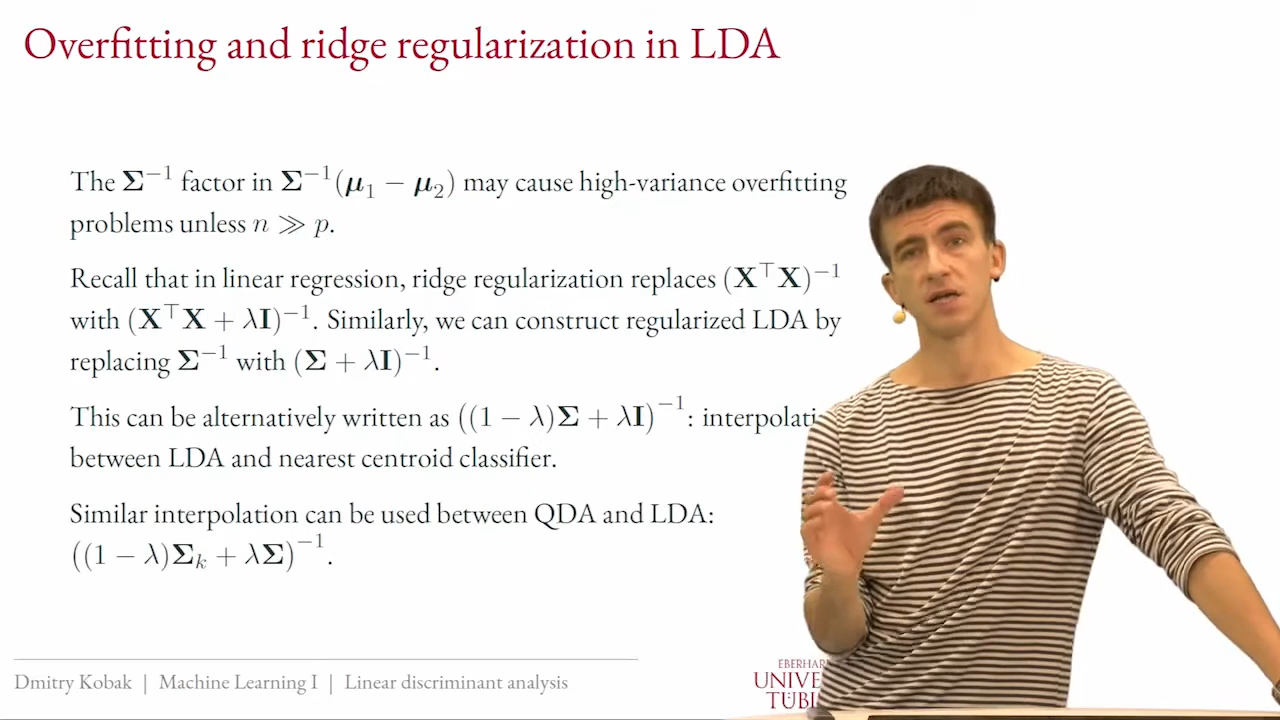 Overfitting and ridge regularization in LDA
The Σ⁻¹ factor in Σ⁻¹(μ₁ − μ₂) may cause high-variance overfitting
problems unless n ≫ p.
Recall that in linear regression, ridge regularization replaces (X⊤X)⁻¹
with (X⊤X + λI)⁻¹. Similarly, we can construct regularized LDA by
replacing Σ⁻¹ with (Σ + λI)⁻¹.
This can be alternatively written as ((1 − λ)Σ + λI)⁻¹: interpolati
between LDA and nearest centroid classifier.
Similar interpolation can be used between QDA and LDA:
((1 − λ)Σₖ + λΣ)⁻¹.
Dmitry Kobak | Machine Learning I | Linear discriminant analysis
EBERHAR
UNIVE
TÜBI